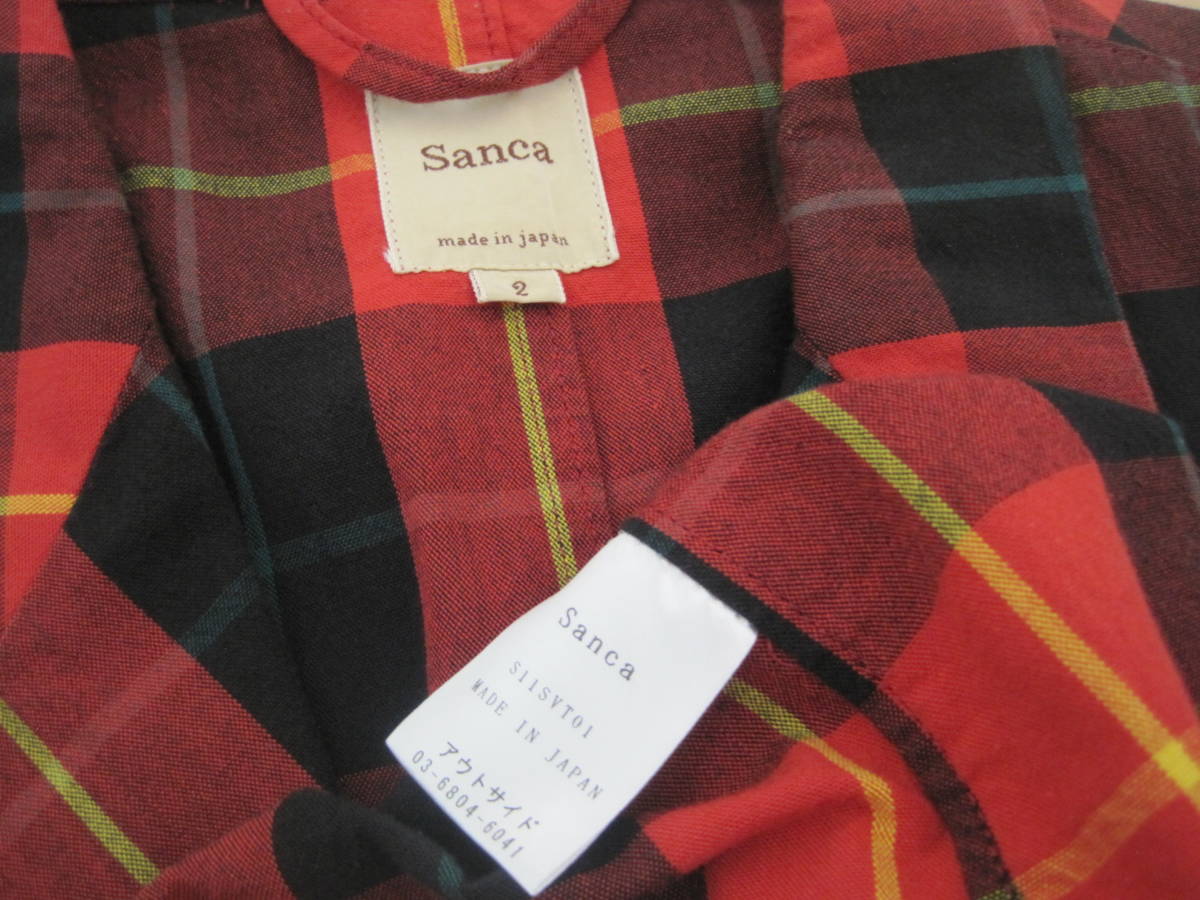 Sanca
made in japan
2
Sanca
S11SVT01
MADE IN JAPAN
アウトサイド
03-6804-6041